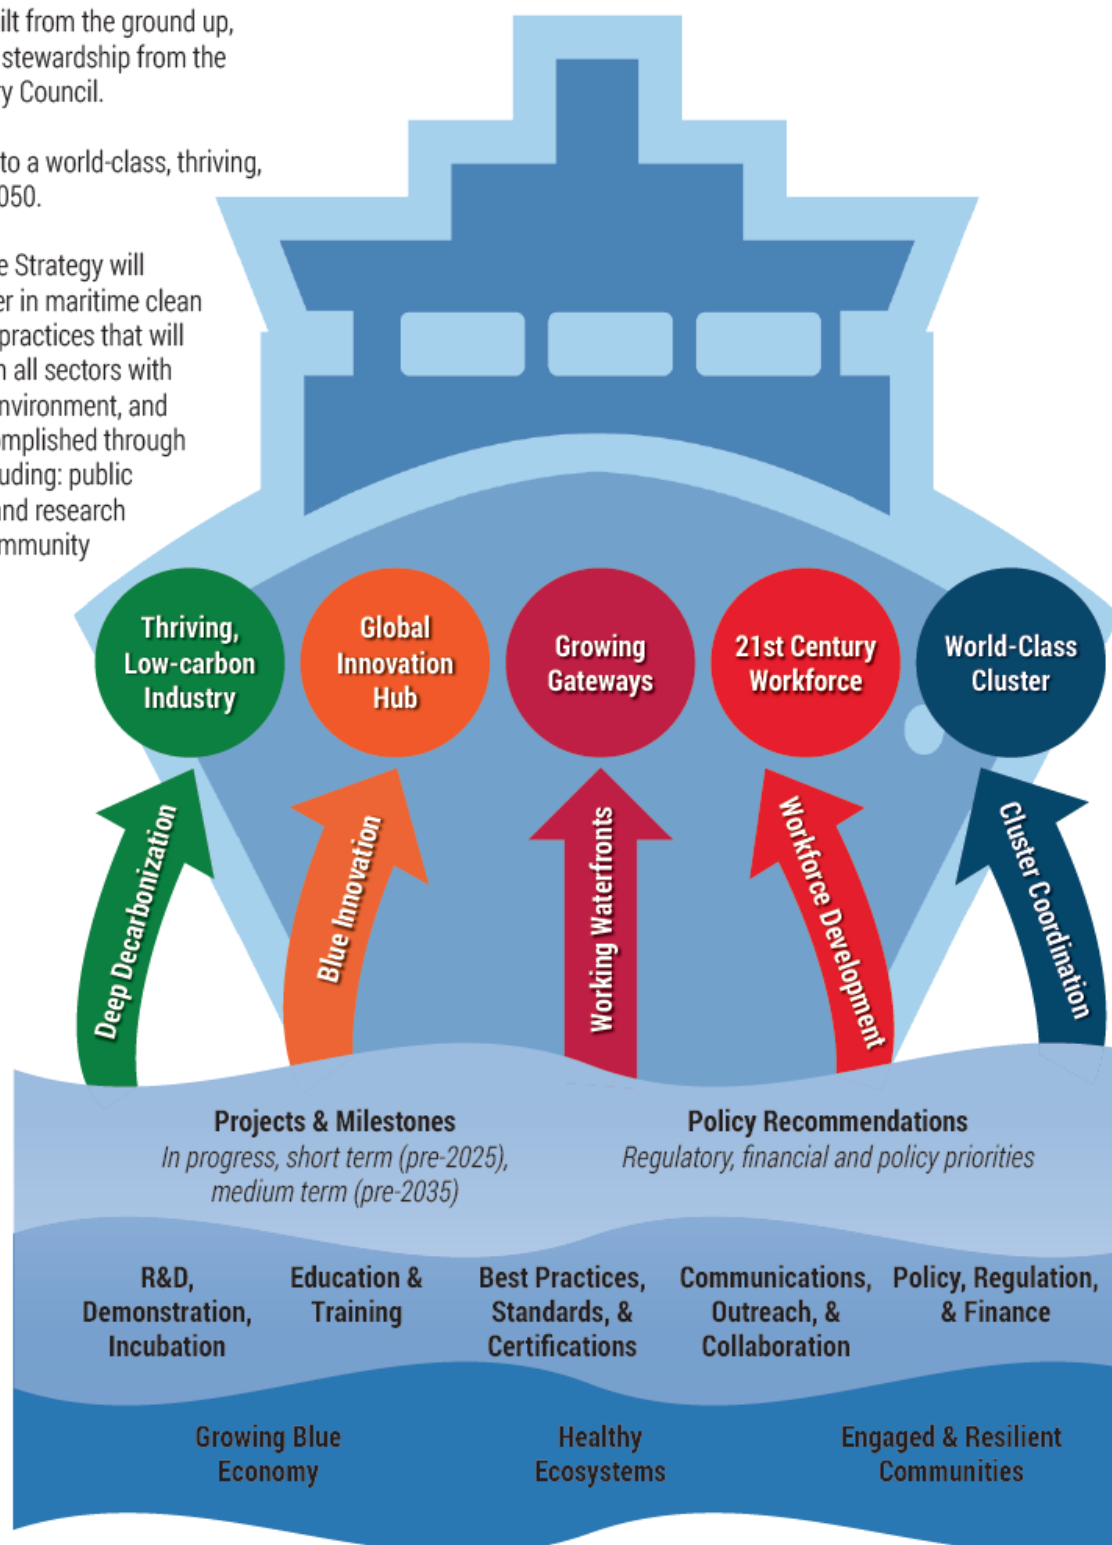 ilt from the ground up,
stewardship from the
ry Council.
to a world-class, thriving,
050.
e Strategy will
er in maritime clean
practices that will
n all sectors with
nvironment, and
mplished through
uding: public
and research
mmunity
Thriving,
Low-carbon
Industry
Global
Innovation
Hub
Growing
Gateways
21st Century
Workforce
World-Class
Cluster
Deep Decarbonization
Blue Innovation
Working Waterfronts
Workforce Development
Cluster Coordination
Projects & Milestones
In progress, short term (pre-2025),
medium term (pre-2035)
Policy Recommendations
Regulatory, financial and policy priorities
R&D,
Demonstration,
Incubation
Education &
Training
Best Practices,
Standards, &
Certifications
Communications,
Outreach, &
Collaboration
Policy, Regulation,
& Finance
Growing Blue
Economy
Healthy
Ecosystems
Engaged & Resilient
Communities